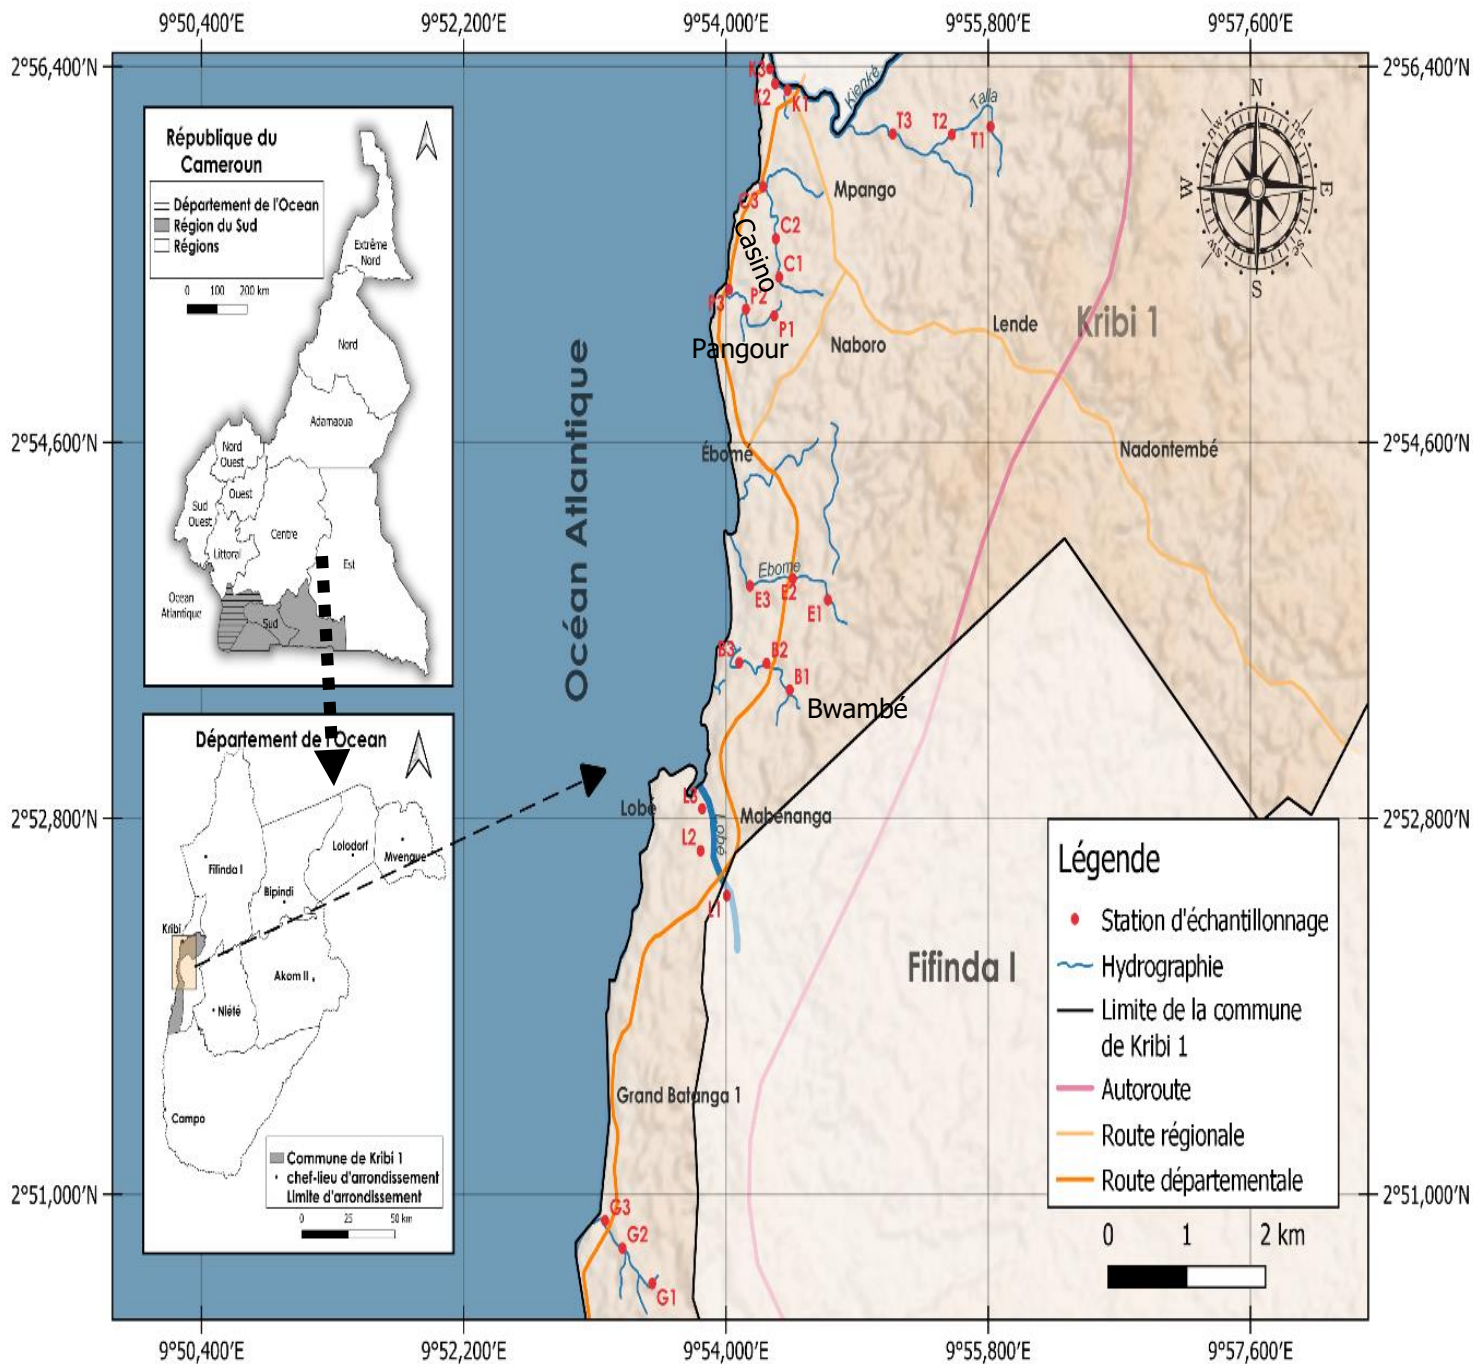 9°50,400'E
9°52,200'E
9°54,000'E
9°55,800'E
9°57,600'E
2°56,400'N
2°56,400'N
2°54,600'N
2°54,600'N
2°52,800'N
2°52,800'N
2°51,000'N
2°51,000'N
République du
Cameroun
Département de l'Ocean
Région du Sud
Régions
0 100 200 km
Extrême
Nord
Nord
Adamaoua
Nord
Ouest
Ouest
Sud
Ouest
Littoral
Centre
Est
Sud
Ocean
Atlantique
Département de l'Ocean
Fifinda I
Lolodorf
Mvengue
Bipindi
Kribi
Akom II
Niété
Campo
Commune de Kribi 1
chef-lieu d'arrondissement
Limite d'arrondissement
0 25 50 km
Océan Atlantique
K3
K2
K1
Kienké
T3
T2
Talla
T1
Mpango
C3
C2
Casino
C1
P3
P2
P1
Pangour
Naboro
Lende
Kribi 1
Nadontembé
Ébomé
Ebome
E3
E2
E1
B3
B2
B1
Bwambé
Lobé
L3
L2
Lobe
L1
Mabenanga
Fifinda I
Grand Batanga 1
G3
G2
G1
N
ne
E
se
S
sw
W
nw
Légende
Station d'échantillonnage
Hydrographie
Limite de la commune
de Kribi 1
Autoroute
Route régionale
Route départementale
0 1 2 km
9°50,400'E
9°52,200'E
9°54,000'E
9°55,800'E
9°57,600'E